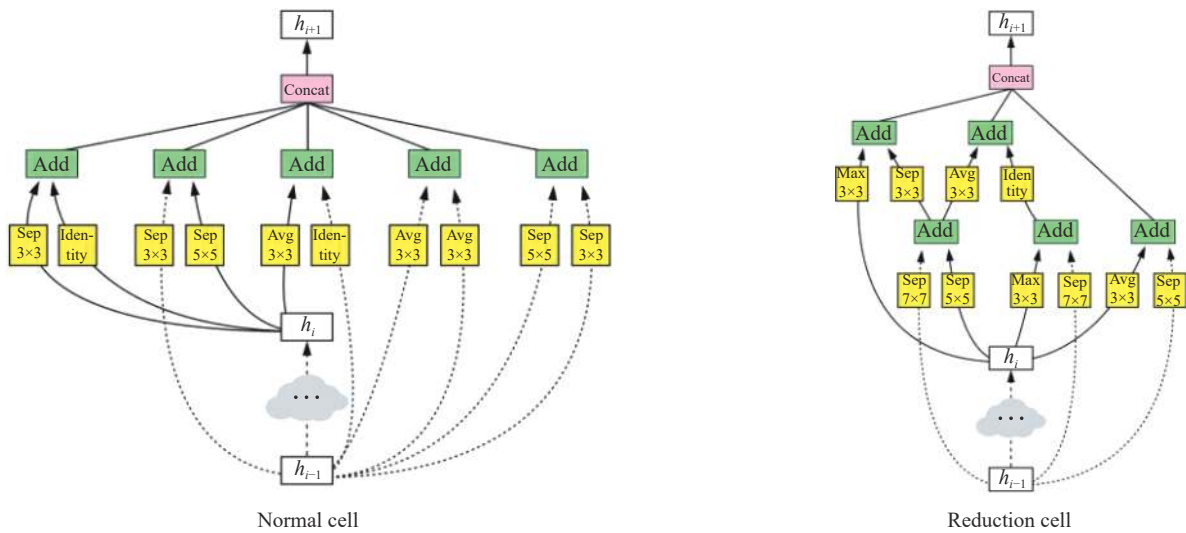 h_{i+1}
Concat
Add Add Add Add Add
Sep 3×3
Iden-tity
Sep 3×3
Sep 5×5
Avg 3×3
Iden-tity
Avg 3×3
Avg 3×3
Sep 5×5
Sep 3×3
h_i
...
h_{i−1}
Normal cell
h_{i+1}
Concat
Add Add
Max 3×3
Sep 3×3
Avg 3×3
Iden tity
Add Add Add
Sep 7×7
Sep 5×5
Max 3×3
Sep 7×7
Avg 3×3
Sep 5×5
h_i
...
h_{i−1}
Reduction cell